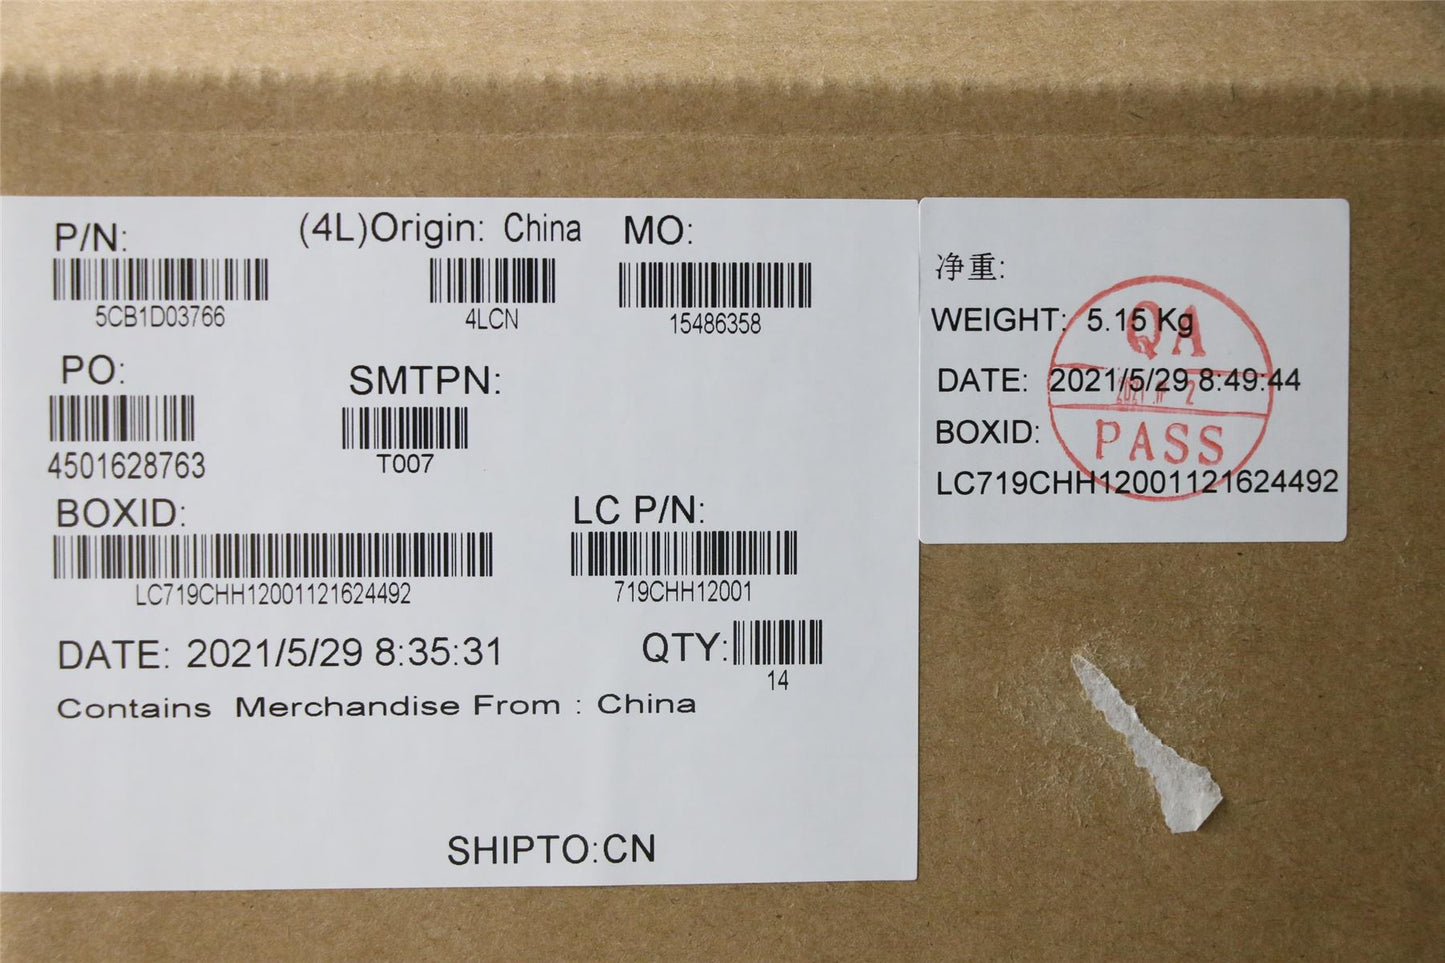 P/N:
(4L)Origin: China
MO:
5CB1D03766
4LCN
15486358
PO:
SMTPN:
4501628763
T007
BOXID:
LC P/N:
LC719CHH12001121624492
719CHH12001
DATE: 2021/5/29 8:35:31
QTY:
14
Contains Merchandise From : China
SHIPTO:CN
净重:
WEIGHT: 5.15 Kg
DATE: 2021/5/29 8:49:44
BOXID:
LC719CHH12001121624492
QA
PASS